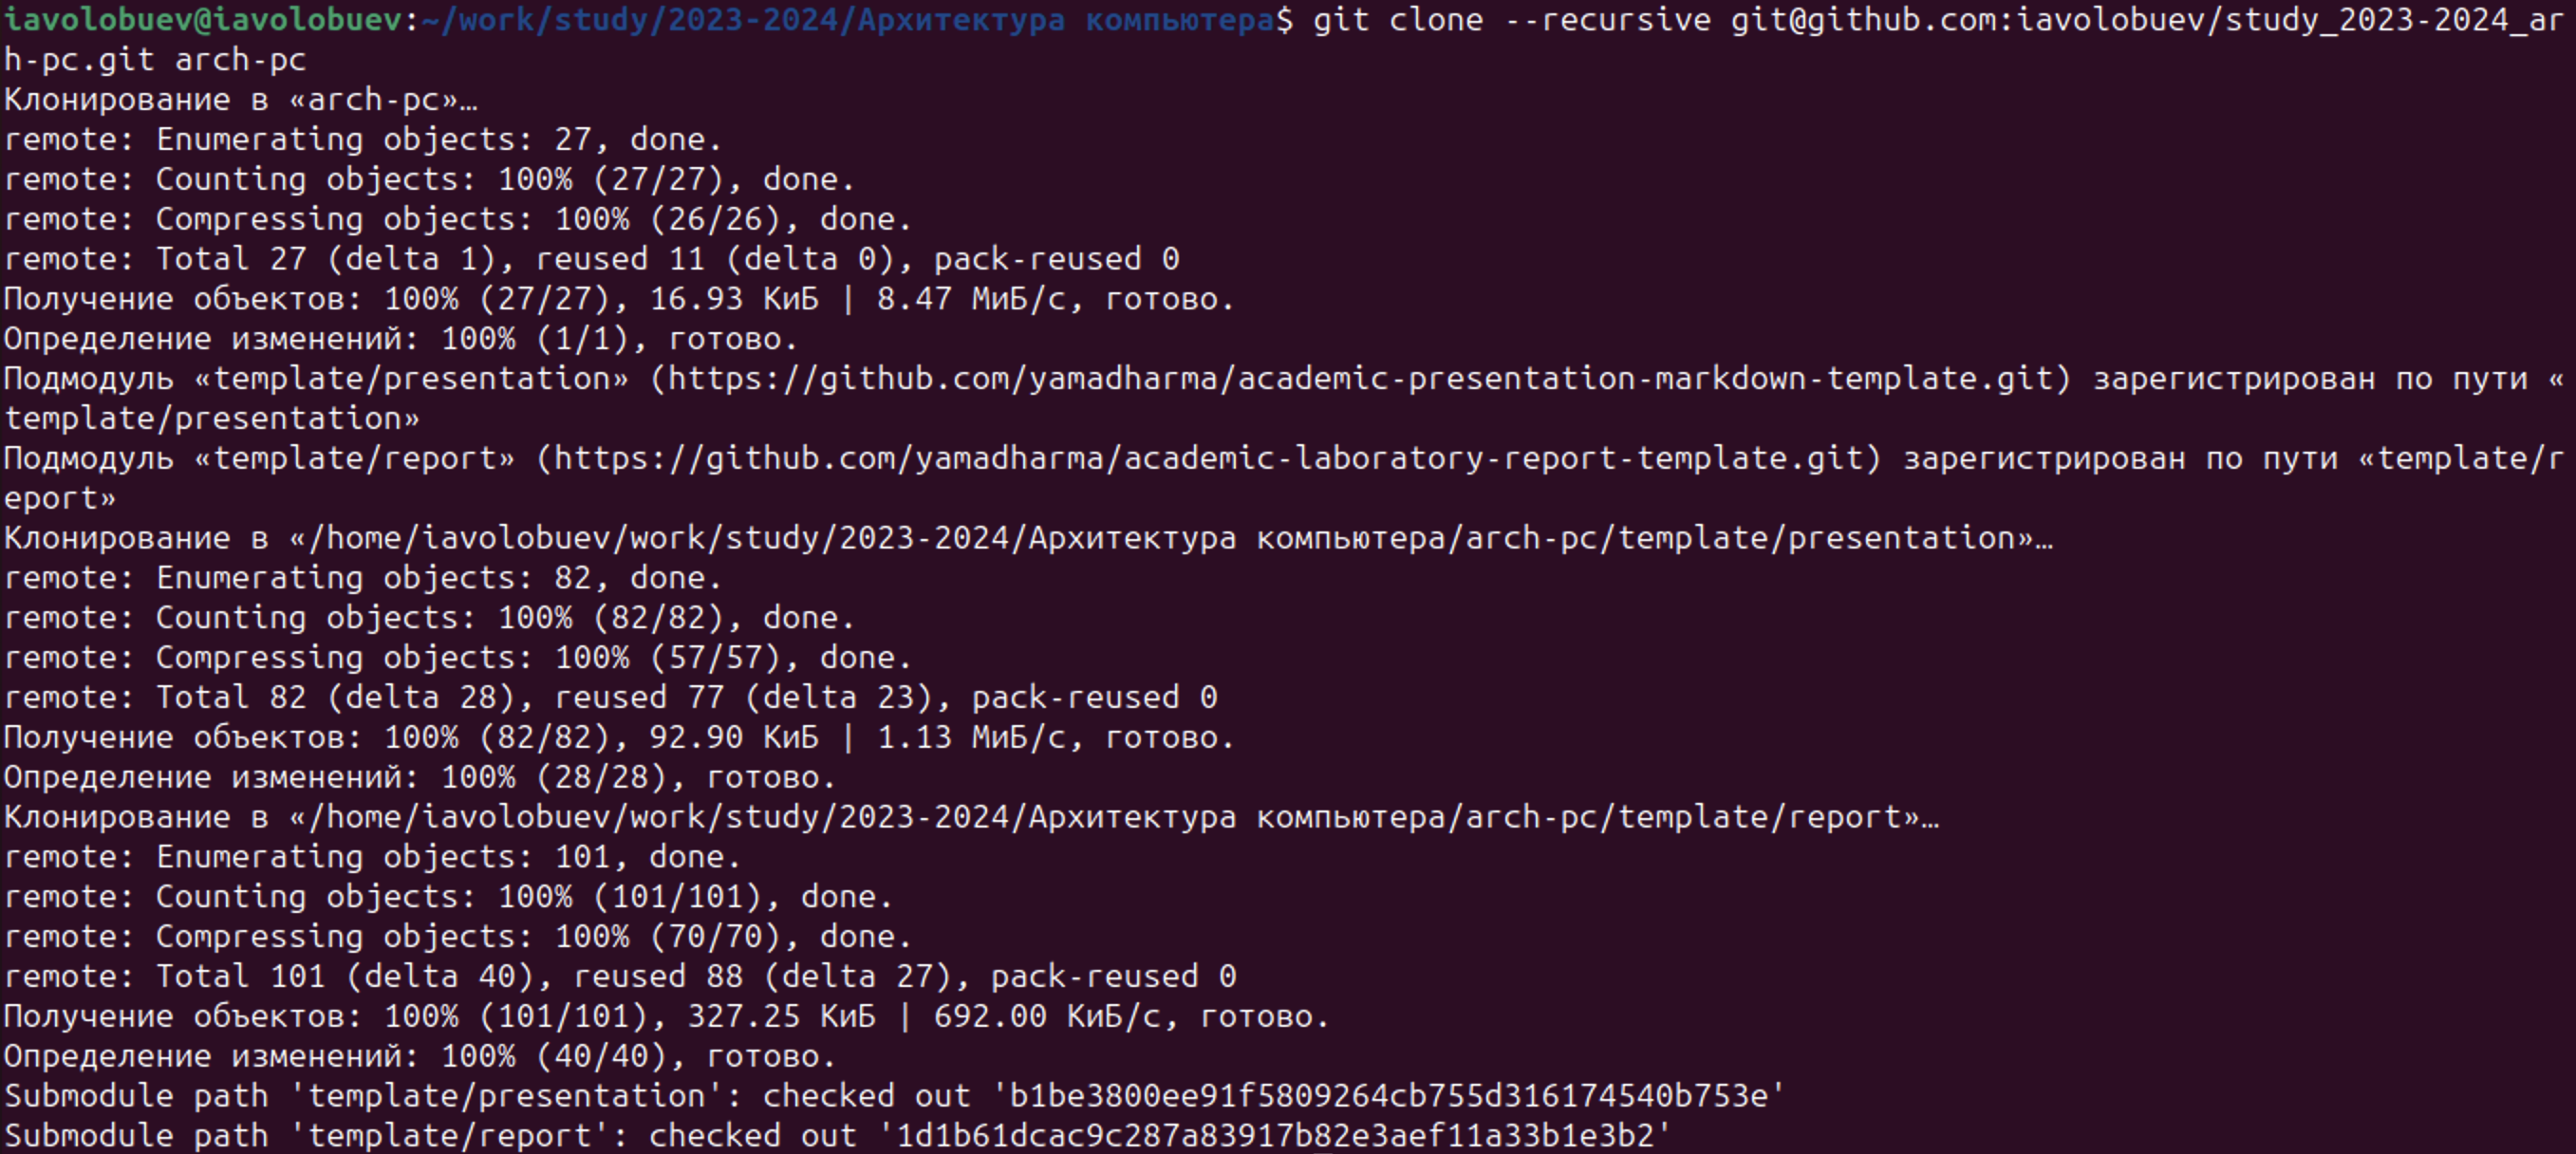 iavolobuev@iavolobuev:~/work/study/2023-2024/Архитектура компьютера$ git clone --recursive git@github.com:iavolobuev/study_2023-2024_ar
h-pc.git arch-pc
Клонирование в «arch-pc»…
remote: Enumerating objects: 27, done.
remote: Counting objects: 100% (27/27), done.
remote: Compressing objects: 100% (26/26), done.
remote: Total 27 (delta 1), reused 11 (delta 0), pack-reused 0
Получение объектов: 100% (27/27), 16.93 КиБ | 8.47 МиБ/с, готово.
Определение изменений: 100% (1/1), готово.
Подмодуль «template/presentation» (https://github.com/yamadharma/academic-presentation-markdown-template.git) зарегистрирован по пути «
template/presentation»
Подмодуль «template/report» (https://github.com/yamadharma/academic-laboratory-report-template.git) зарегистрирован по пути «template/r
eport»
Клонирование в «/home/iavolobuev/work/study/2023-2024/Архитектура компьютера/arch-pc/template/presentation»…
remote: Enumerating objects: 82, done.
remote: Counting objects: 100% (82/82), done.
remote: Compressing objects: 100% (57/57), done.
remote: Total 82 (delta 28), reused 77 (delta 23), pack-reused 0
Получение объектов: 100% (82/82), 92.90 КиБ | 1.13 МиБ/с, готово.
Определение изменений: 100% (28/28), готово.
Клонирование в «/home/iavolobuev/work/study/2023-2024/Архитектура компьютера/arch-pc/template/report»…
remote: Enumerating objects: 101, done.
remote: Counting objects: 100% (101/101), done.
remote: Compressing objects: 100% (70/70), done.
remote: Total 101 (delta 40), reused 88 (delta 27), pack-reused 0
Получение объектов: 100% (101/101), 327.25 КиБ | 692.00 КиБ/с, готово.
Определение изменений: 100% (40/40), готово.
Submodule path 'template/presentation': checked out 'b1be3800ee91f5809264cb755d316174540b753e'
Submodule path 'template/report': checked out '1d1b61dcac9c287a83917b82e3aef11a33b1e3b2'